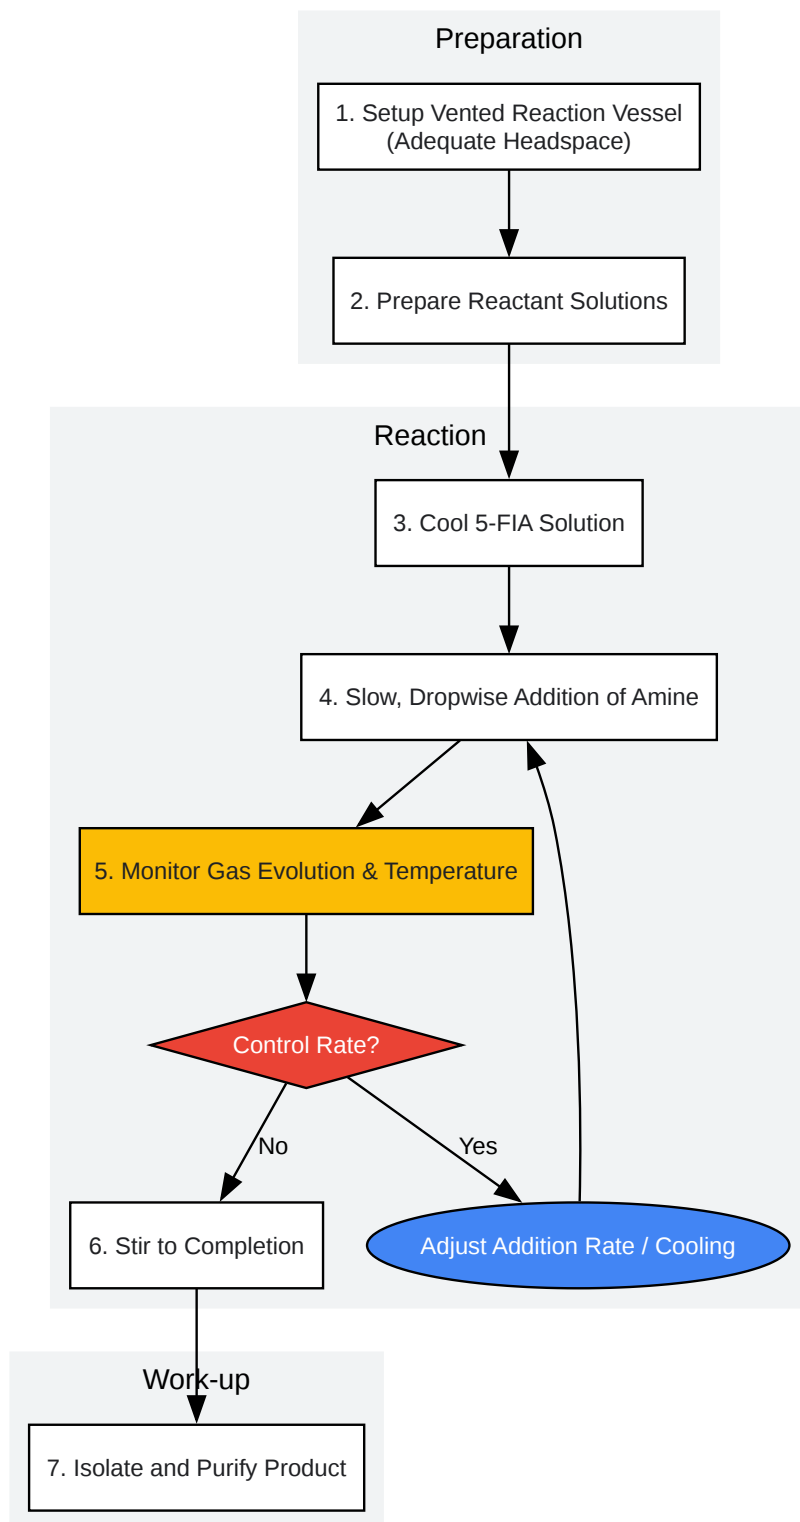 Preparation
1. Setup Vented Reaction Vessel
(Adequate Headspace)
2. Prepare Reactant Solutions
Reaction
3. Cool 5-FIA Solution
4. Slow, Dropwise Addition of Amine
5. Monitor Gas Evolution & Temperature
Control Rate?
No
Yes
6. Stir to Completion
Adjust Addition Rate / Cooling
Work-up
7. Isolate and Purify Product